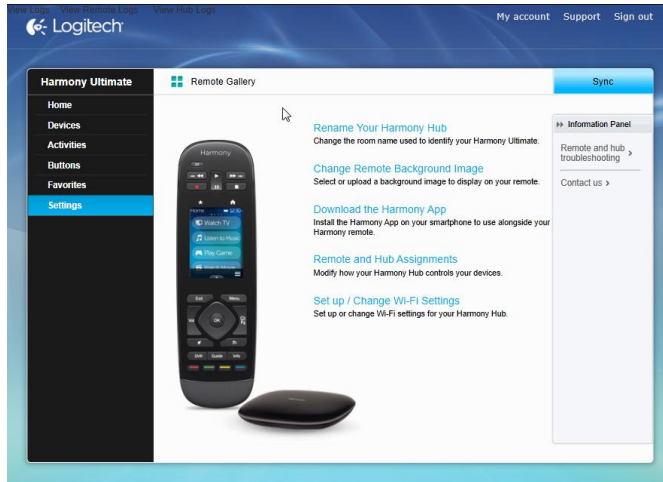 View Logs View Remote Logs View Hub Logs
Logitech
My account Support Sign out
Harmony Ultimate
Remote Gallery
Sync
Home
Devices
Activities
Buttons
Favorites
Settings
Harmony
Home 12:30
Watch TV
Listen to Music
Play Game
Watch Movie
Exit Menu
OK
DVR Guide Info
Rename Your Harmony Hub
Change the room name used to identify your Harmony Ultimate.
Change Remote Background Image
Select or upload a background image to display on your remote.
Download the Harmony App
Install the Harmony App on your smartphone to use alongside your
Harmony remote.
Remote and Hub Assignments
Modify how your Harmony Hub controls your devices.
Set up / Change Wi-Fi Settings
Set up or change Wi-Fi settings for your Harmony Hub.
Information Panel
Remote and hub
troubleshooting
Contact us